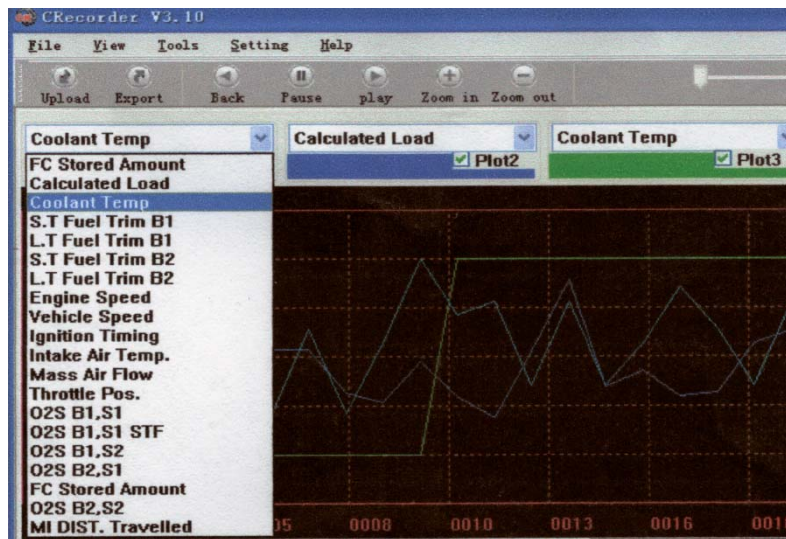 CRecorder V3.10
File View Tools Setting Help
Upload Export Back Pause play Zoom in Zoom out
Coolant Temp Calculated Load Coolant Temp
Plot2 Plot3
FC Stored Amount
Calculated Load
Coolant Temp
S.T Fuel Trim B1
L.T Fuel Trim B1
S.T Fuel Trim B2
L.T Fuel Trim B2
Engine Speed
Vehicle Speed
Ignition Timing
Intake Air Temp.
Mass Air Flow
Throttle Pos.
O2S B1,S1
O2S B1,S1 STF
O2S B1,S2
O2S B2,S1
FC Stored Amount
O2S B2,S2
MI DIST. Travelled
0008 0010 0013 0016